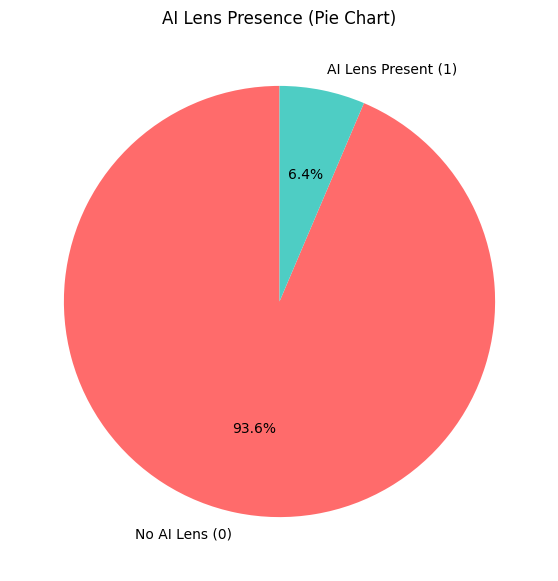 AI Lens Presence (Pie Chart)
AI Lens Present (1)
6.4%
93.6%
No AI Lens (0)